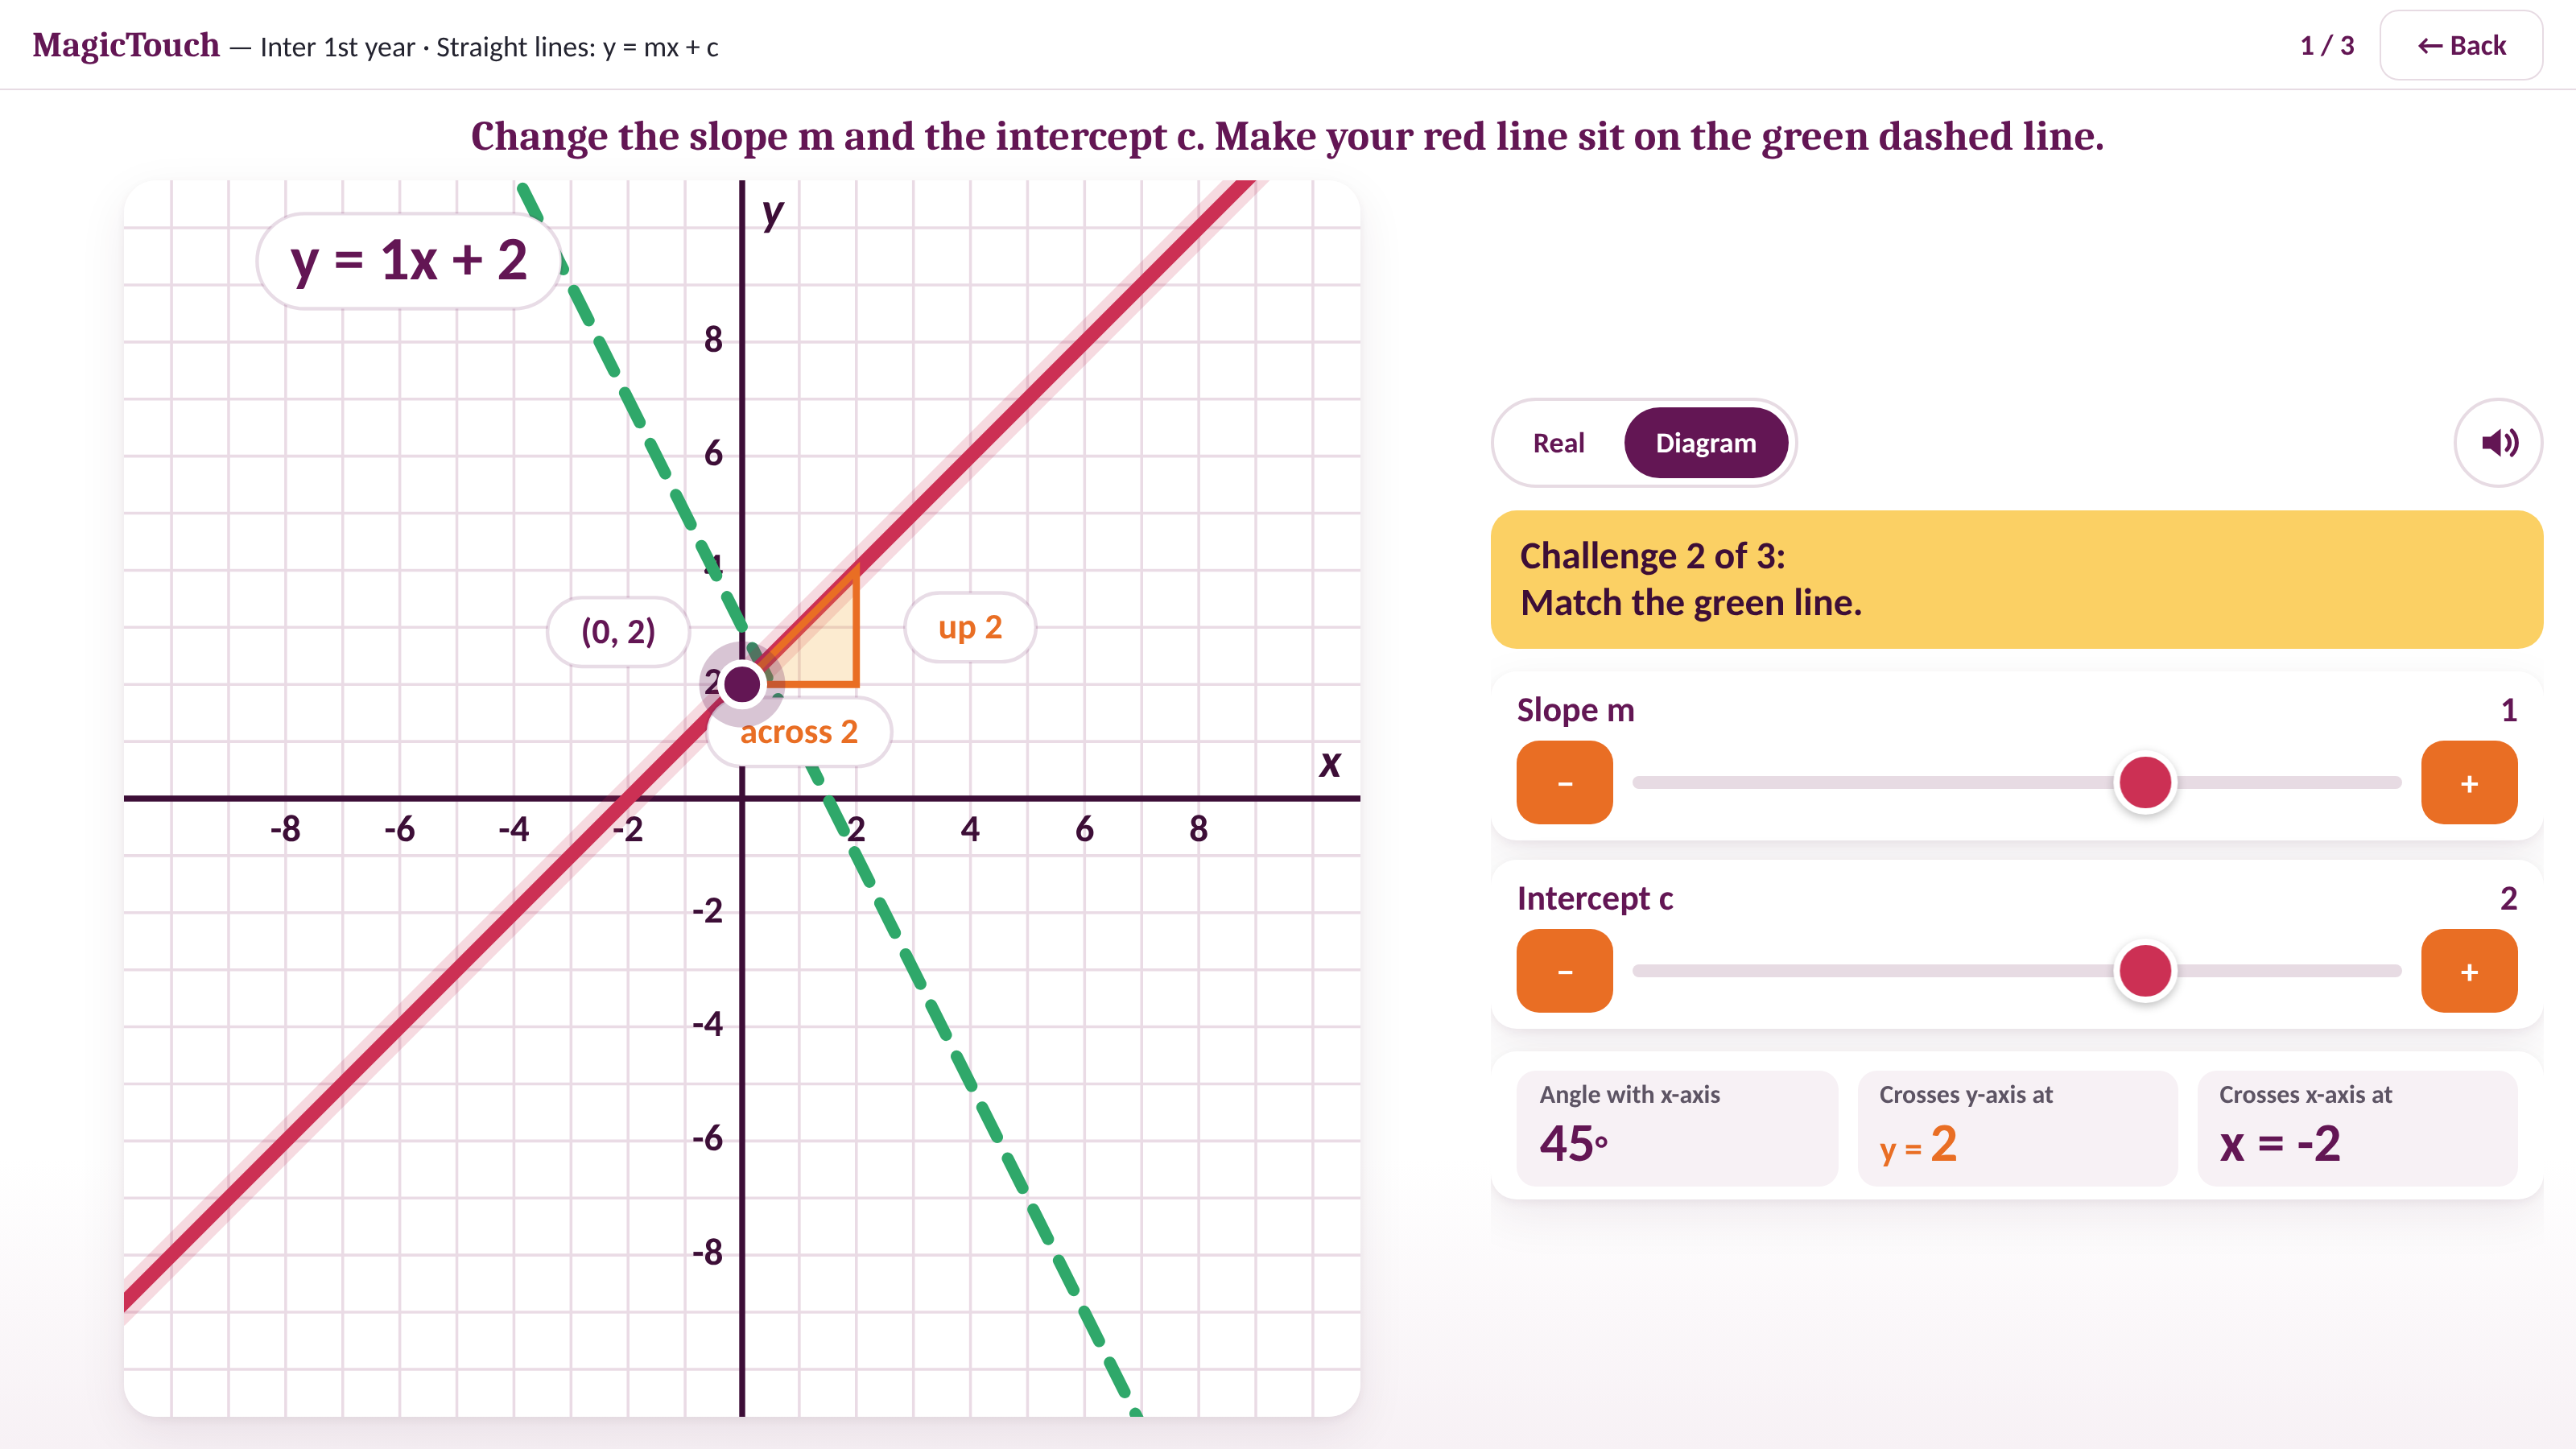 MagicTouch — Inter 1st year · Straight lines: y = mx + c
1 / 3
← Back
Change the slope m and the intercept c. Make your red line sit on the green dashed line.
y
y = 1x + 2
8
6
4
(0, 2)
up 2
2
across 2
x
-8 -6 -4 -2 2 4 6 8
-2
-4
-6
-8
Real
Diagram
Challenge 2 of 3:
Match the green line.
Slope m 1
– +
Intercept c 2
– +
Angle with x-axis
45°
Crosses y-axis at
y = 2
Crosses x-axis at
x = -2